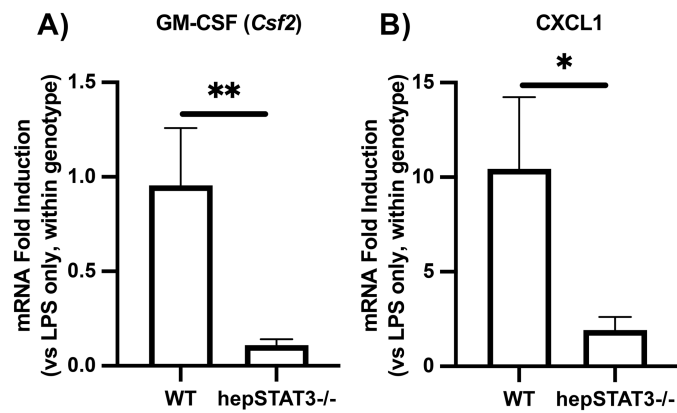 A) GM-CSF (Csf2)
mRNA Fold Induction
(vs LPS only, within genotype)
1.5
1.0
0.5
0.0
**
WT hepSTAT3-/-
B) CXCL1
mRNA Fold Induction
(vs LPS only, within genotype)
15
10
5
0
*
WT hepSTAT3-/-